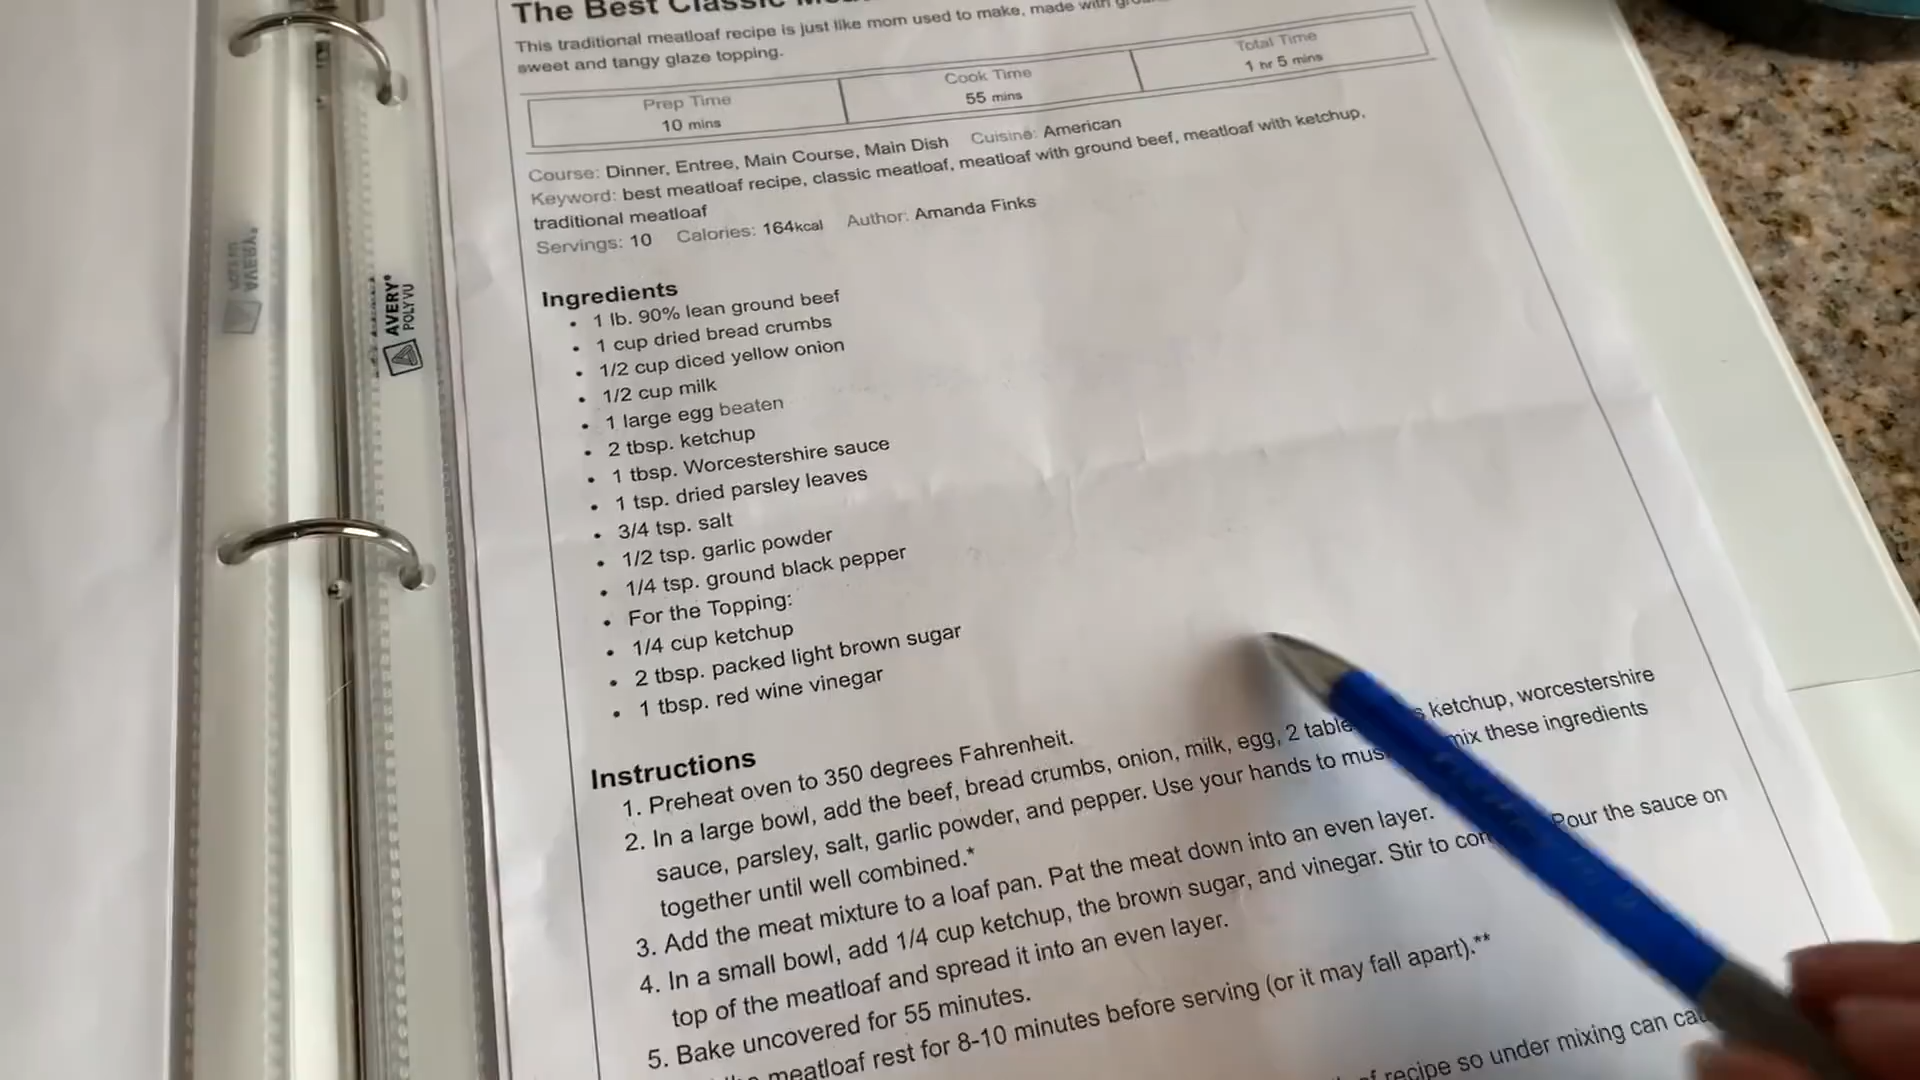 The Best Classic
This traditional meatloaf recipe is just like mom used to make, made with
sweet and tangy glaze topping.
Prep Time
10 mins
Cook Time
55 mins
Total Time
1 hr 5 mins
Course: Dinner, Entree, Main Course, Main Dish Cuisine: American
Keyword: best meatloaf recipe, classic meatloaf, meatloaf with ground beef, meatloaf with ketchup,
traditional meatloaf
Servings: 10 Calories: 164kcal Author: Amanda Finks
Ingredients
• 1 lb. 90% lean ground beef
• 1 cup dried bread crumbs
• 1/2 cup diced yellow onion
• 1/2 cup milk
• 1 large egg beaten
• 2 tbsp. ketchup
• 1 tbsp. Worcestershire sauce
• 1 tsp. dried parsley leaves
• 3/4 tsp. salt
• 1/2 tsp. garlic powder
• 1/4 tsp. ground black pepper
• For the Topping:
• 1/4 cup ketchup
• 2 tbsp. packed light brown sugar
• 1 tbsp. red wine vinegar
Instructions
1. Preheat oven to 350 degrees Fahrenheit.
2. In a large bowl, add the beef, bread crumbs, onion, milk, egg, 2 ketchup, worcestershire
sauce, parsley, salt, garlic powder, and pepper. Use your hands to mix these ingredients
together until well combined.*
3. Add the meat mixture to a loaf pan. Pat the meat down into an even layer.
4. In a small bowl, add 1/4 cup ketchup, the brown sugar, and vinegar. Stir to Pour the sauce on
top of the meatloaf and spread it into an even layer.
5. Bake uncovered for 55 minutes.
meatloaf rest for 8-10 minutes before serving (or it may fall apart).**
recipe so under mixing can
AVERY®
POLYVU